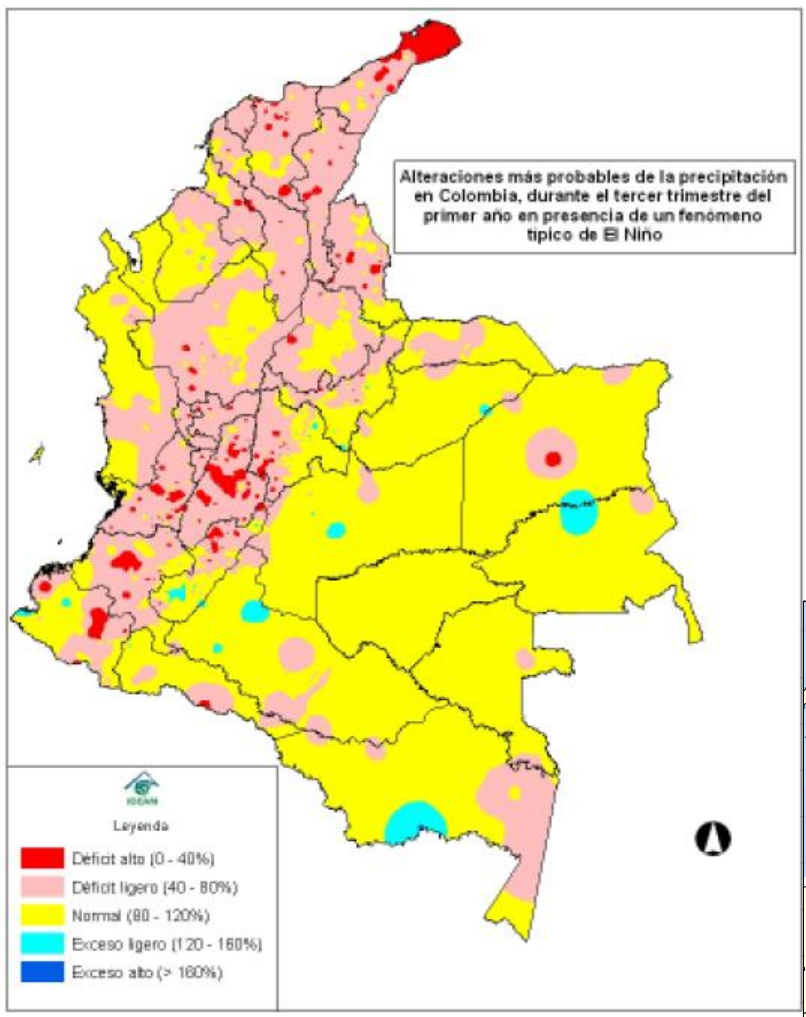 Alteraciones más probables de la precipitación
en Colombia, durante el tercer trimestre del
primer año en presencia de un fenómeno
típico de El Niño
IDEAM
Leyenda
Déficit alto (0 - 40%)
Déficit ligero (40 - 80%)
Normal (80 - 120%)
Exceso ligero (120 - 160%)
Exceso alto (> 160%)